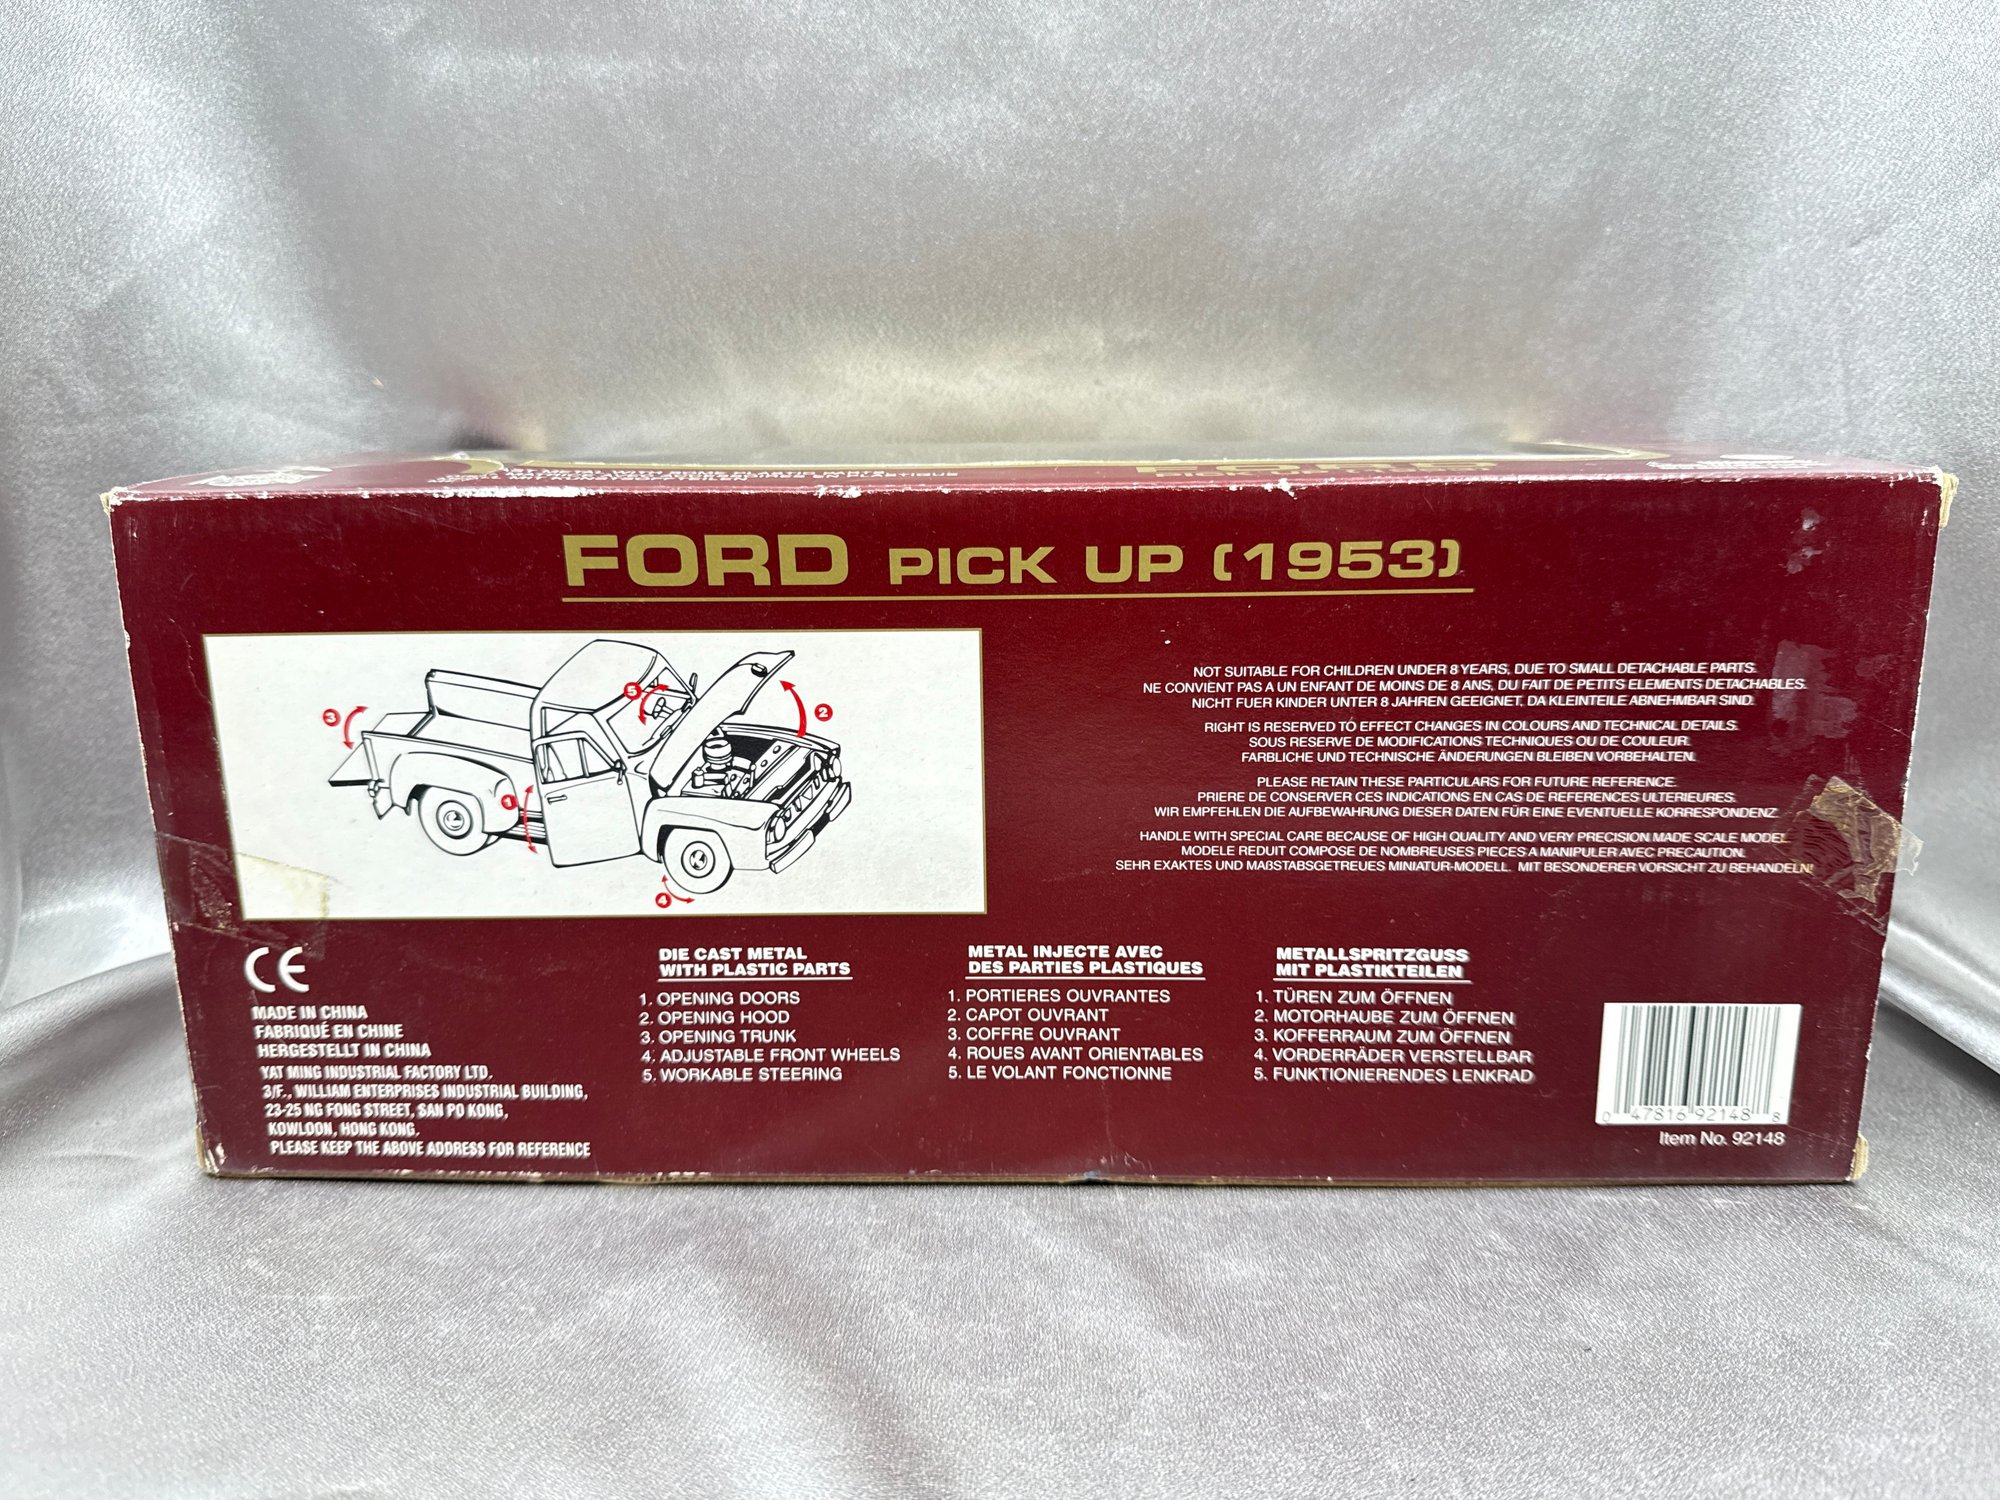 FORD PICK UP (1953)
3
5
2
1
4
NOT SUITABLE FOR CHILDREN UNDER 8 YEARS, DUE TO SMALL DETACHABLE PARTS.
NE CONVIENT PAS A UN ENFANT DE MOINS DE 8 ANS, DU FAIT DE PETITS ELEMENTS DETACHABLES.
NICHT FUER KINDER UNTER 8 JAHREN GEEIGNET, DA KLEINTEILE ABNEHMBAR SIND.
RIGHT IS RESERVED TO EFFECT CHANGES IN COLOURS AND TECHNICAL DETAILS.
SOUS RESERVE DE MODIFICATIONS TECHNIQUES OU DE COULEUR.
FARBLICHE UND TECHNISCHE ÄNDERUNGEN BLEIBEN VORBEHALTEN.
PLEASE RETAIN THESE PARTICULARS FOR FUTURE REFERENCE.
PRIERE DE CONSERVER CES INDICATIONS EN CAS DE REFERENCES ULTERIEURES.
WIR EMPFEHLEN DIE AUFBEWAHRUNG DIESER DATEN FÜR EINE EVENTUELLE KORRESPONDENZ.
HANDLE WITH SPECIAL CARE BECAUSE OF HIGH QUALITY AND VERY PRECISION MADE SCALE MODEL.
MODELE REDUIT COMPOSE DE NOMBREUSES PIECES A MANIPULER AVEC PRECAUTION.
SEHR EXAKTES UND MAßSTABSGETREUES MINIATUR-MODELL. MIT BESONDERER VORSICHT ZU BEHANDELN!
CE
MADE IN CHINA
FABRIQUÉ EN CHINE
HERGESTELLT IN CHINA
YAT MING INDUSTRIAL FACTORY LTD.
3/F., WILLIAM ENTERPRISES INDUSTRIAL BUILDING,
23-25 NG FONG STREET, SAN PO KONG,
KOWLOON, HONG KONG.
PLEASE KEEP THE ABOVE ADDRESS FOR REFERENCE
DIE CAST METAL
WITH PLASTIC PARTS
1. OPENING DOORS
2. OPENING HOOD
3. OPENING TRUNK
4. ADJUSTABLE FRONT WHEELS
5. WORKABLE STEERING
METAL INJECTE AVEC
DES PARTIES PLASTIQUES
1. PORTIERES OUVRANTES
2. CAPOT OUVRANT
3. COFFRE OUVRANT
4. ROUES AVANT ORIENTABLES
5. LE VOLANT FONCTIONNE
METALLSPRITZGUSS
MIT PLASTIKTEILEN
1. TÜREN ZUM ÖFFNEN
2. MOTORHAUBE ZUM ÖFFNEN
3. KOFFERRAUM ZUM ÖFFNEN
4. VORDERRÄDER VERSTELLBAR
5. FUNKTIONIERENDES LENKRAD
0 47816 92148 8
Item No. 92148